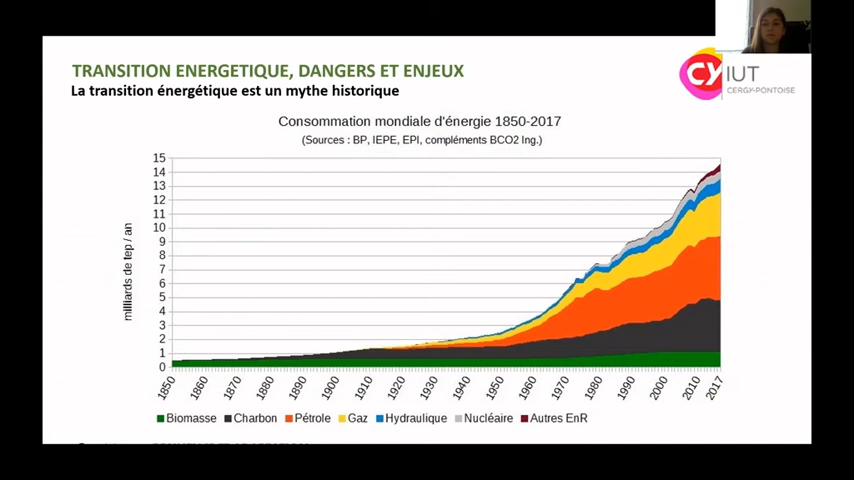 TRANSITION ENERGETIQUE, DANGERS ET ENJEUX
La transition énergétique est un mythe historique
CY IUT
CERGY-PONTOISE
Consommation mondiale d'énergie 1850-2017
(Sources : BP, IEPE, EPI, compléments BCO2 Ing.)
milliards de tep / an
15
14
13
12
11
10
9
8
7
6
5
4
3
2
1
0
1850 1860 1870 1880 1890 1900 1910 1920 1930 1940 1950 1960 1970 1980 1990 2000 2010 2017
Biomasse Charbon Pétrole Gaz Hydraulique Nucléaire Autres EnR